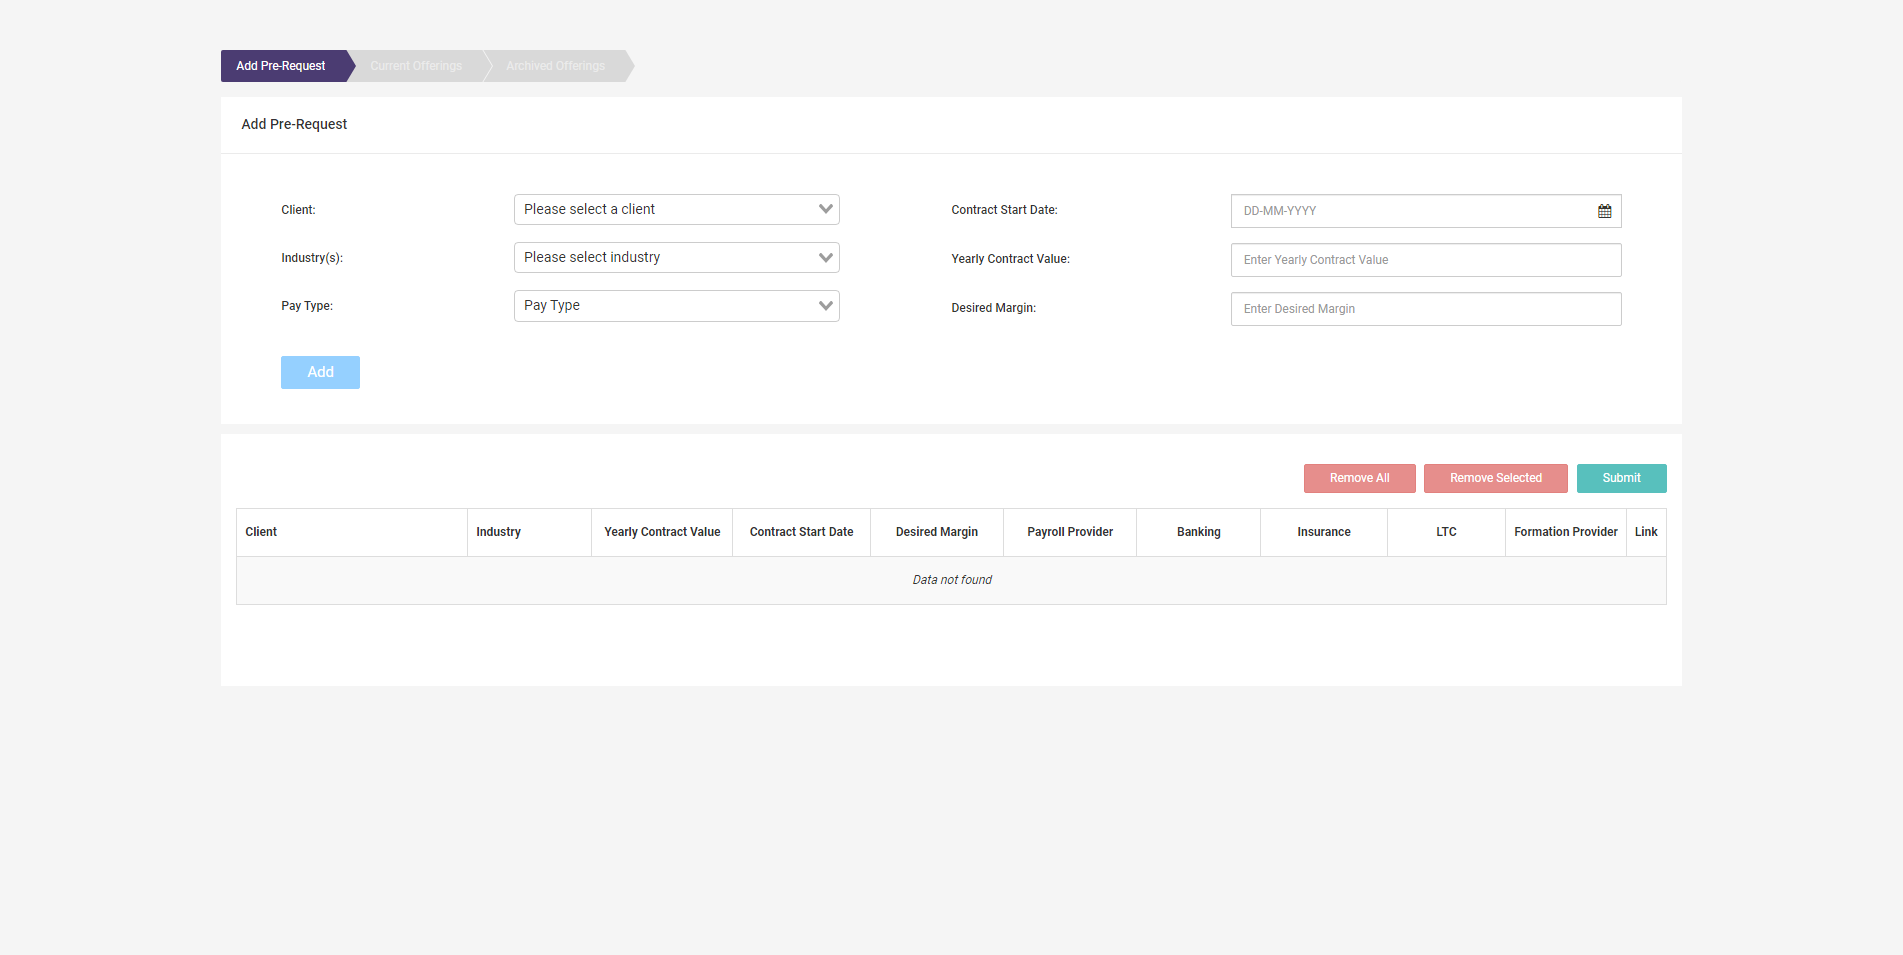 Add Pre-Request Current Offerings Archived Offerings
Add Pre-Request
Client: Please select a client Contract Start Date: DD-MM-YYYY
Industry(s): Please select industry Yearly Contract Value: Enter Yearly Contract Value
Pay Type: Pay Type Desired Margin: Enter Desired Margin
Add
Remove All Remove Selected Submit
Client Industry Yearly Contract Value Contract Start Date Desired Margin Payroll Provider Banking Insurance LTC Formation Provider Link
Data not found